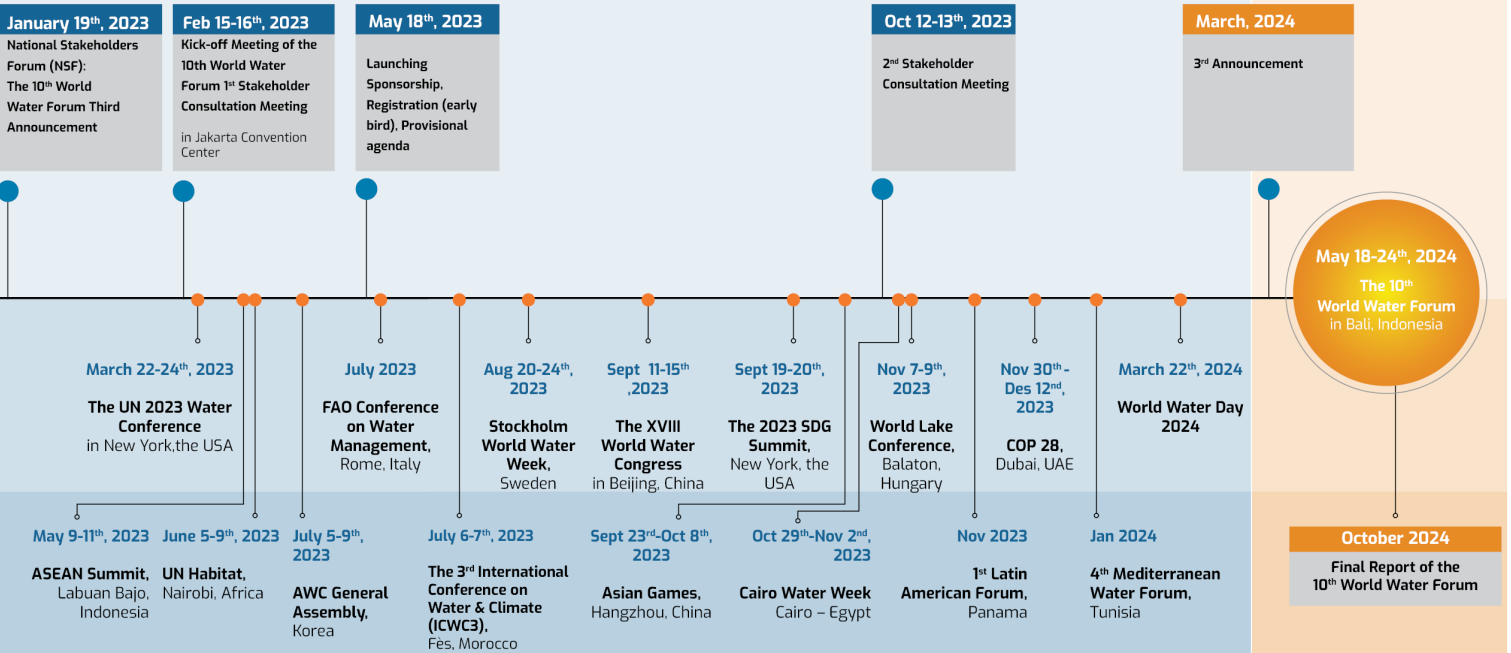 January 19th, 2023
National Stakeholders
Forum (NSF):
The 10th World
Water Forum Third
Announcement
Feb 15-16th, 2023
Kick-off Meeting of the
10th World Water
Forum 1st Stakeholder
Consultation Meeting
in Jakarta Convention
Center
May 18th, 2023
Launching
Sponsorship,
Registration (early
bird), Provisional
agenda
Oct 12-13th, 2023
2nd Stakeholder
Consultation Meeting
March, 2024
3rd Announcement
May 18-24th, 2024
The 10th
World Water Forum
in Bali, Indonesia
March 22-24th, 2023
The UN 2023 Water
Conference
in New York,the USA
July 2023
FAO Conference
on Water
Management,
Rome, Italy
Aug 20-24th,
2023
Stockholm
World Water
Week,
Sweden
Sept 11-15th
,2023
The XVIII
World Water
Congress
in Beijing, China
Sept 19-20th,
2023
The 2023 SDG
Summit,
New York, the
USA
Nov 7-9th,
2023
World Lake
Conference,
Balaton,
Hungary
Nov 30th-
Des 12nd,
2023
COP 28,
Dubai, UAE
March 22th, 2024
World Water Day
2024
May 9-11th, 2023
ASEAN Summit,
Labuan Bajo,
Indonesia
June 5-9th, 2023
UN Habitat,
Nairobi, Africa
July 5-9th,
2023
AWC General
Assembly,
Korea
July 6-7th, 2023
The 3rd International
Conference on
Water & Climate
(ICWC3),
Fès, Morocco
Sept 23rd-Oct 8th,
2023
Asian Games,
Hangzhou, China
Oct 29th-Nov 2nd,
2023
Cairo Water Week
Cairo – Egypt
Nov 2023
1st Latin
American Forum,
Panama
Jan 2024
4th Mediterranean
Water Forum,
Tunisia
October 2024
Final Report of the
10th World Water Forum